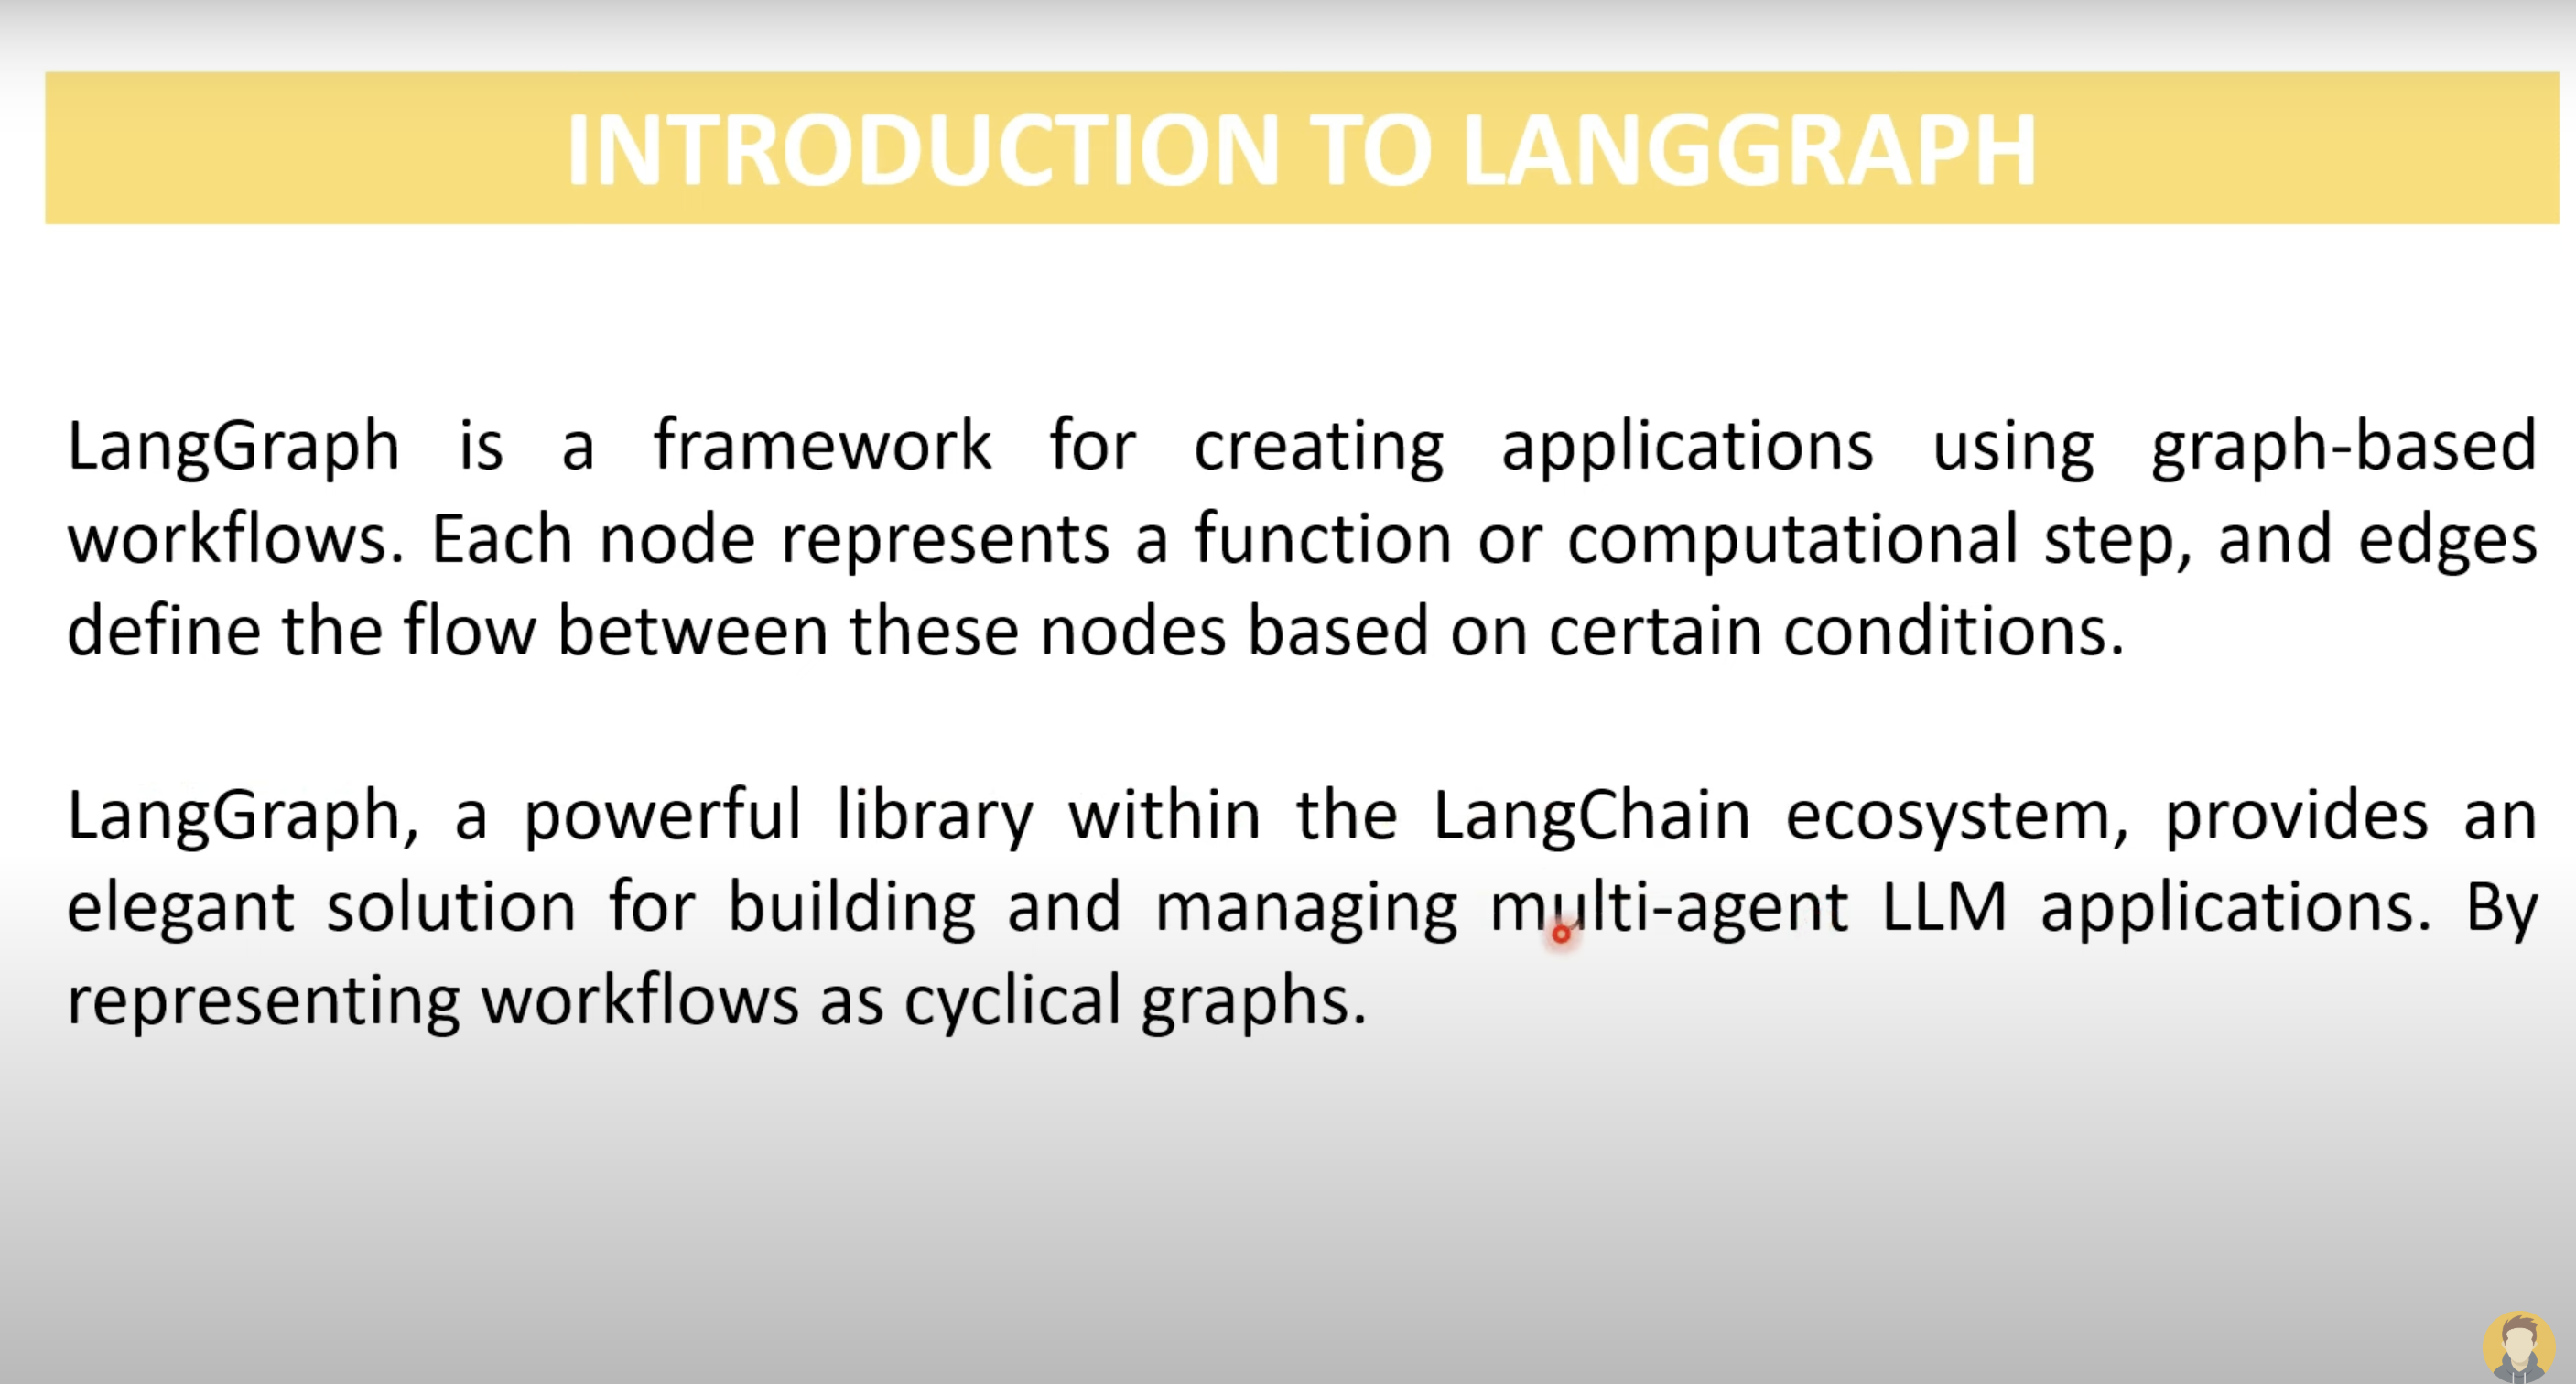 INTRODUCTION TO LANGGRAPH
LangGraph is a framework for creating applications using graph-based
workflows. Each node represents a function or computational step, and edges
define the flow between these nodes based on certain conditions.
LangGraph, a powerful library within the LangChain ecosystem, provides an
elegant solution for building and managing multi-agent LLM applications. By
representing workflows as cyclical graphs.